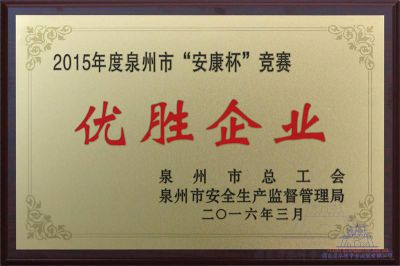 2015年度泉州市“安康杯”竞赛
优胜企业
泉州市总工会
泉州市安全生产监督管理局
二〇一六年三月